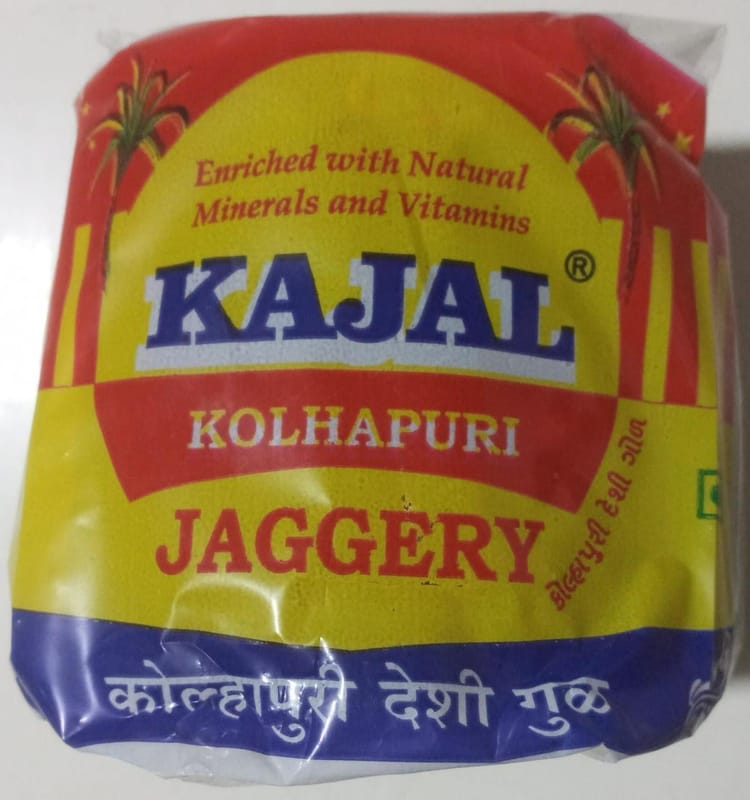 Enriched with Natural
Minerals and Vitamins
KAJAL®
KOLHAPURI
JAGGERY
કોલ્હાપુરી દેશી ગોળ
कोल्हापुरी देशी गुळ